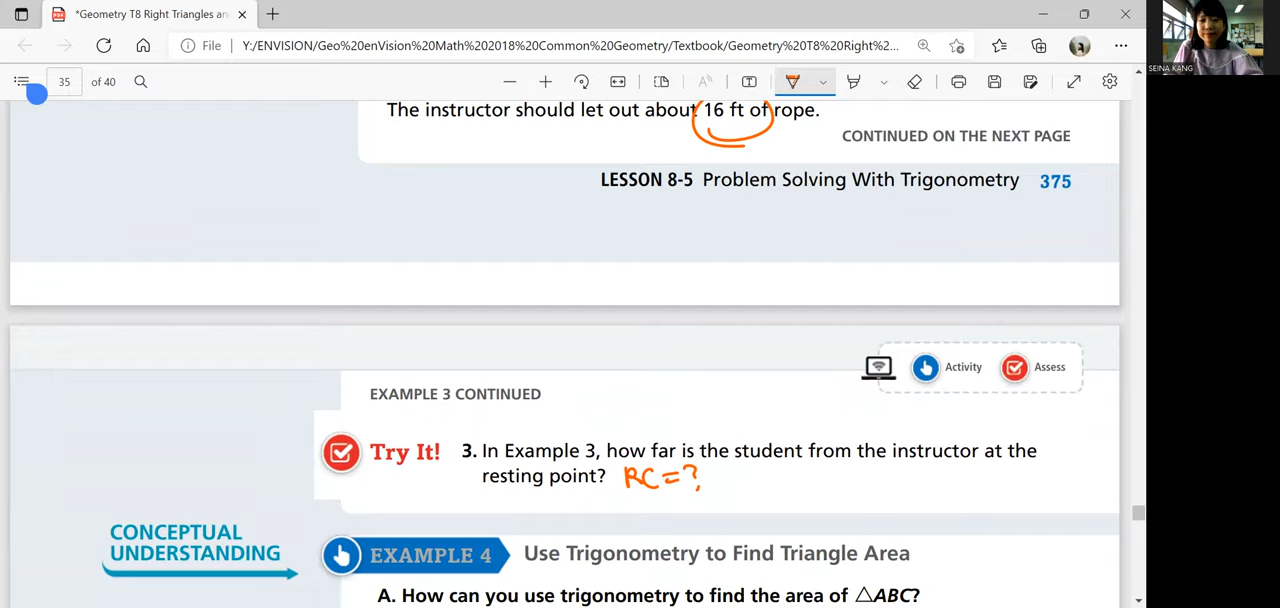 *Geometry T8 Right Triangles an
File
Y:/ENVISION/Geo%20enVision%20Math%202018%20Common%20Geometry/Textbook/Geometry%20T8%20Right%2...
35
of 40
SEINA KANG
The instructor should let out about 16 ft of rope.
CONTINUED ON THE NEXT PAGE
LESSON 8-5 Problem Solving With Trigonometry 375
Activity
Assess
EXAMPLE 3 CONTINUED
Try It! 3. In Example 3, how far is the student from the instructor at the
resting point? RC = ?
CONCEPTUAL
UNDERSTANDING
EXAMPLE 4 Use Trigonometry to Find Triangle Area
A. How can you use trigonometry to find the area of △ABC?